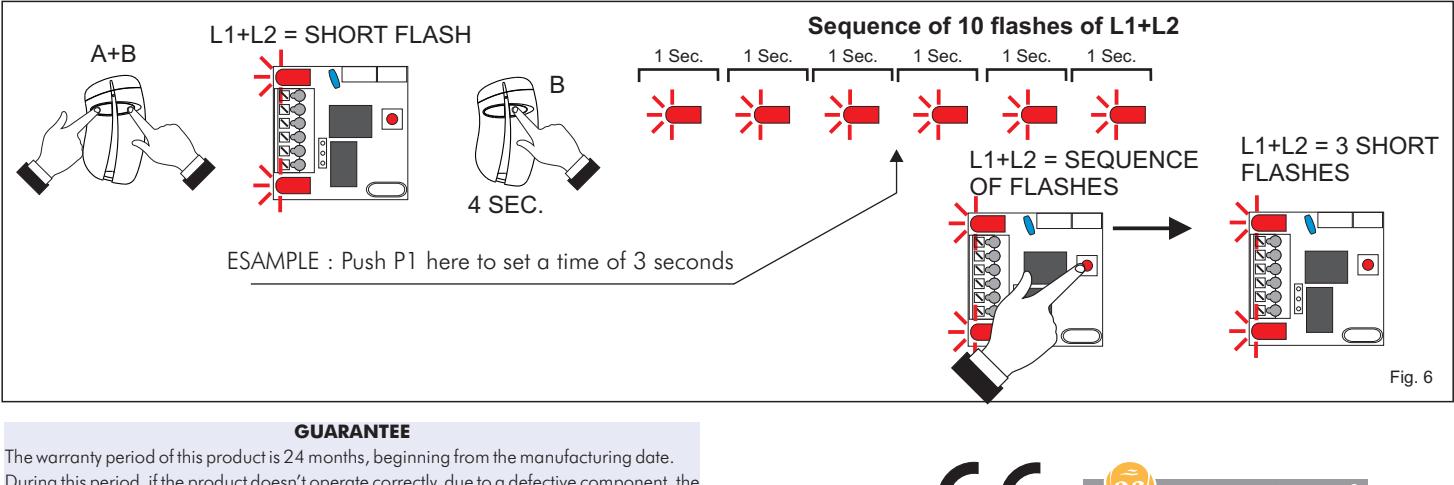 A+B
L1+L2 = SHORT FLASH
B
4 SEC.
Sequence of 10 flashes of L1+L2
1 Sec. 1 Sec. 1 Sec. 1 Sec. 1 Sec. 1 Sec.
ESAMPLE : Push P1 here to set a time of 3 seconds
L1+L2 = SEQUENCE
OF FLASHES
L1+L2 = 3 SHORT
FLASHES
Fig. 6
GUARANTEE
The warranty period of this product is 24 months, beginning from the manufacturing date.
During this period, if the product doesn't operate correctly, due to a defective component, the